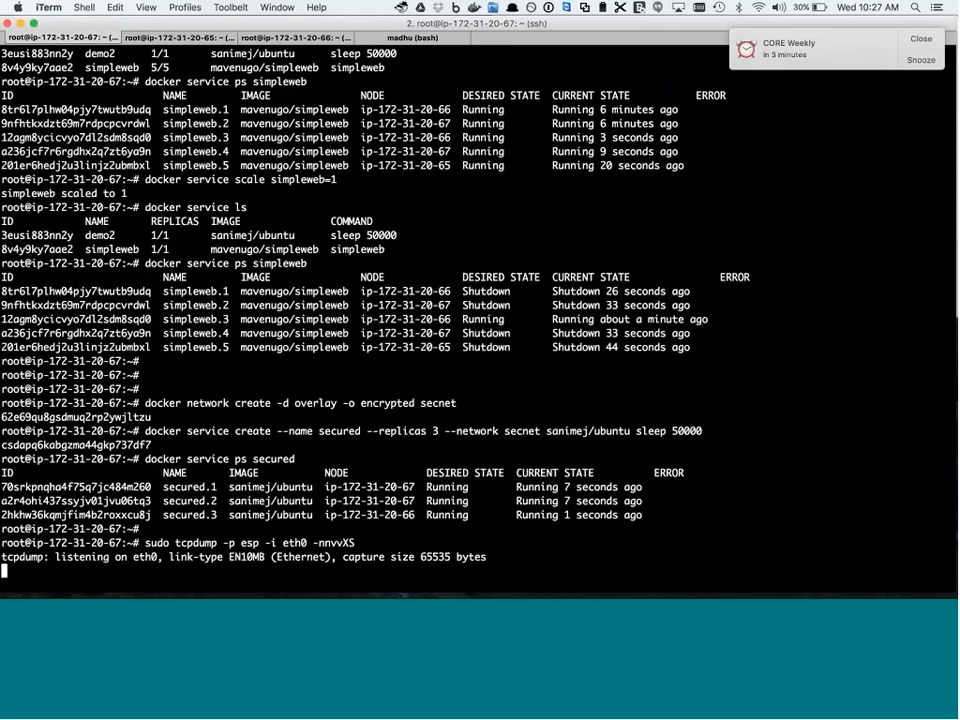 iTerm Shell Edit View Profiles Toolbelt Window Help 30% Wed 10:27 AM
2. root@ip-172-31-20-67: ~ (ssh)
root@ip-172-31-20-67: ~ (... root@ip-172-31-20-65: ~ (... root@ip-172-31-20-66: ~ (... madhu (bash)
CORE Weekly
in 3 minutes
Close
Snooze
3eusi883nn2y demo2 1/1 sanimej/ubuntu sleep 50000
8v4y9ky7aae2 simpleweb 5/5 mavenugo/simpleweb simpleweb
root@ip-172-31-20-67:~# docker service ps simpleweb
ID NAME IMAGE NODE DESIRED STATE CURRENT STATE ERROR
8tr6l7plhw04pjy7twutb9udq simpleweb.1 mavenugo/simpleweb ip-172-31-20-66 Running Running 6 minutes ago
9nfhtkxdzt69m7rdpcpcvrdwl simpleweb.2 mavenugo/simpleweb ip-172-31-20-67 Running Running 6 minutes ago
12agm8ycicvyo7dl2sdm8sqd0 simpleweb.3 mavenugo/simpleweb ip-172-31-20-66 Running Running 3 seconds ago
a236jcf7r6rgdhx2q7zt6ya9n simpleweb.4 mavenugo/simpleweb ip-172-31-20-67 Running Running 9 seconds ago
201er6hedj2u3linjz2ubmbxl simpleweb.5 mavenugo/simpleweb ip-172-31-20-65 Running Running 20 seconds ago
root@ip-172-31-20-67:~# docker service scale simpleweb=1
simpleweb scaled to 1
root@ip-172-31-20-67:~# docker service ls
ID NAME REPLICAS IMAGE COMMAND
3eusi883nn2y demo2 1/1 sanimej/ubuntu sleep 50000
8v4y9ky7aae2 simpleweb 1/1 mavenugo/simpleweb simpleweb
root@ip-172-31-20-67:~# docker service ps simpleweb
ID NAME IMAGE NODE DESIRED STATE CURRENT STATE ERROR
8tr6l7plhw04pjy7twutb9udq simpleweb.1 mavenugo/simpleweb ip-172-31-20-66 Shutdown Shutdown 26 seconds ago
9nfhtkxdzt69m7rdpcpcvrdwl simpleweb.2 mavenugo/simpleweb ip-172-31-20-67 Shutdown Shutdown 33 seconds ago
12agm8ycicvyo7dl2sdm8sqd0 simpleweb.3 mavenugo/simpleweb ip-172-31-20-66 Running Running about a minute ago
a236jcf7r6rgdhx2q7zt6ya9n simpleweb.4 mavenugo/simpleweb ip-172-31-20-67 Shutdown Shutdown 33 seconds ago
201er6hedj2u3linjz2ubmbxl simpleweb.5 mavenugo/simpleweb ip-172-31-20-65 Shutdown Shutdown 44 seconds ago
root@ip-172-31-20-67:~#
root@ip-172-31-20-67:~#
root@ip-172-31-20-67:~#
root@ip-172-31-20-67:~# docker network create -d overlay -o encrypted secnet
62e69qu8gsdmuq2rp2ywjltzu
root@ip-172-31-20-67:~# docker service create --name secured --replicas 3 --network secnet sanimej/ubuntu sleep 50000
csdapq6kabgzma44gkp737df7
root@ip-172-31-20-67:~# docker service ps secured
ID NAME IMAGE NODE DESIRED STATE CURRENT STATE ERROR
70srkpnqha4f75q7jc484m260 secured.1 sanimej/ubuntu ip-172-31-20-67 Running Running 7 seconds ago
a2r4ohi437ssyjv01jvu06tq3 secured.2 sanimej/ubuntu ip-172-31-20-67 Running Running 7 seconds ago
2hkhw36kqmjfim4b2roxxcu8j secured.3 sanimej/ubuntu ip-172-31-20-66 Running Running 1 second ago
root@ip-172-31-20-67:~#
root@ip-172-31-20-67:~# sudo tcpdump -p esp -i eth0 -nnvvXS
tcpdump: listening on eth0, link-type EN10MB (Ethernet), capture size 65535 bytes